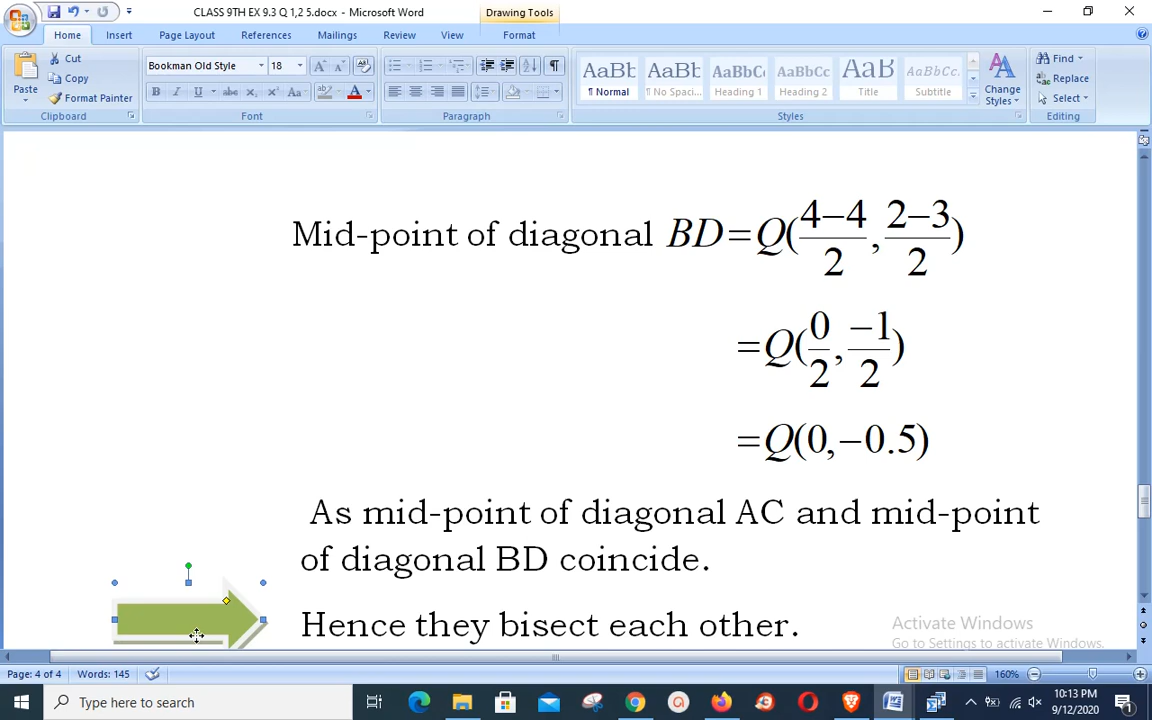 CLASS 9TH EX 9.3 Q 1,2 5.docx - Microsoft Word
Drawing Tools
Home Insert Page Layout References Mailings Review View Format
Paste
Cut
Copy
Format Painter
Clipboard
Bookman Old Style 18
Font
Paragraph
AaBb AaBb AaBbC AaBbCc AaB AaBbCc.
¶ Normal ¶ No Spaci... Heading 1 Heading 2 Title Subtitle
Change Styles
Styles
Find
Replace
Select
Editing
Mid-point of diagonal BD=Q(4−4/2, 2−3/2)
=Q(0/2, −1/2)
=Q(0,−0.5)
As mid-point of diagonal AC and mid-point
of diagonal BD coincide.
Hence they bisect each other.
Activate Windows
Go to Settings to activate Windows.
Page: 4 of 4 Words: 145 160%
Type here to search
10:13 PM
9/12/2020